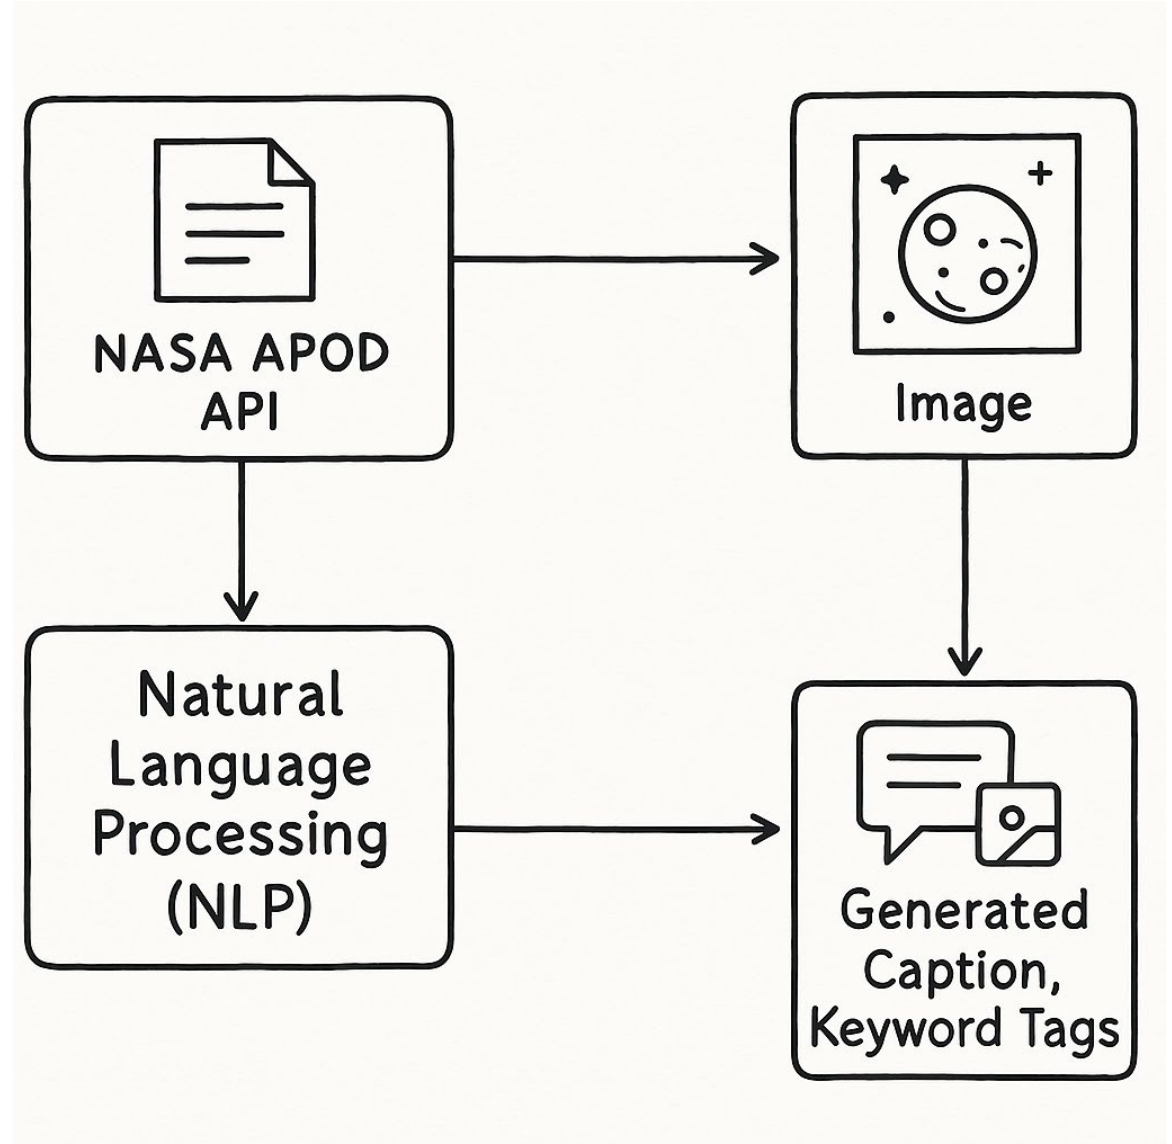 NASA APOD
API
Image
Natural
Language
Processing
(NLP)
Generated
Caption,
Keyword Tags